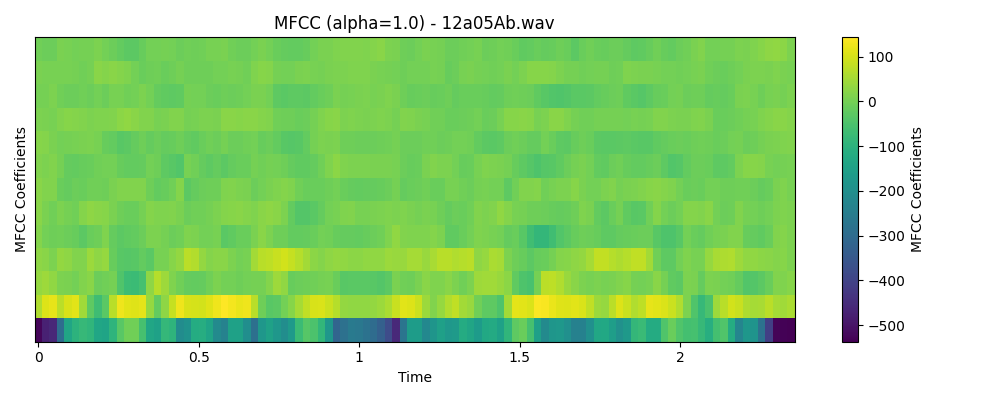 MFCC (alpha=1.0) - 12a05Ab.wav
MFCC Coefficients
0 0.5 1 1.5 2
Time
100
0
−100
−200
−300
−400
−500
MFCC Coefficients